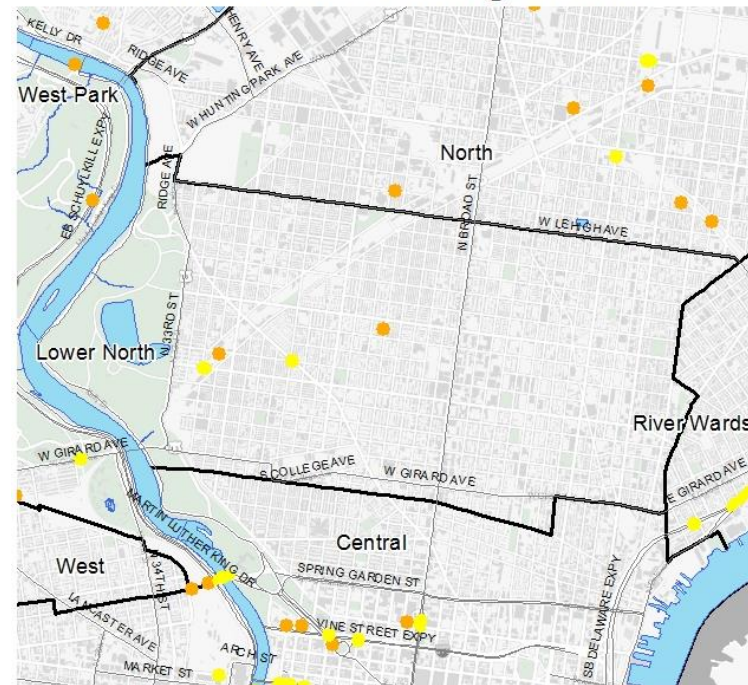 KELLY DR
HENRY AVE
RIDGE AVE
W HUNTING PARK AVE
West Park
EB SCHUYLKILL EXPY
North
RIDGE AVE
N BROAD ST
W LEHIGH AVE
N 33RD ST
Lower North
River Wards
W GIRARD AVE
S COLLEGE AVE
W GIRARD AVE
E GIRARD AVE
MARTIN LUTHER KING DR
Central
West
N 34TH ST
SPRING GARDEN ST
SB DELAWARE EXPY
LANCASTER AVE
VINE STREET EXPY
ARCH ST
MARKET ST